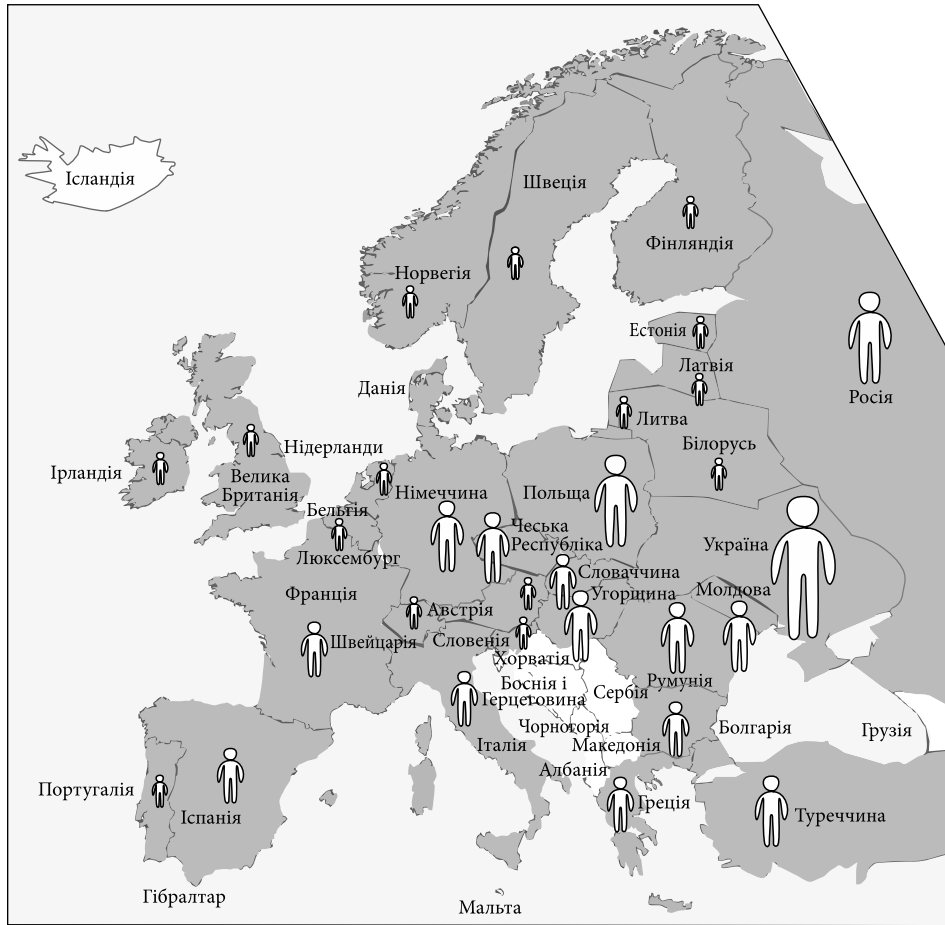 Ісландія
Швеція
Фінляндія
Норвегія
Естонія
Латвія
Данія
Росія
Литва
Білорусь
Нідерланди
Ірландія
Велика
Британія
Німеччина
Польща
Бельгія
Чеська
Республіка
Україна
Люксембург
Словаччина
Франція
Угорщина
Молдова
Австрія
Швейцарія
Словенія
Хорватія
Румунія
Боснія і
Герцетовина
Сербія
Чорногорія
Болгарія
Грузія
Італія
Македонія
Албанія
Португалія
Іспанія
Греція
Туреччина
Гібралтар
Мальта